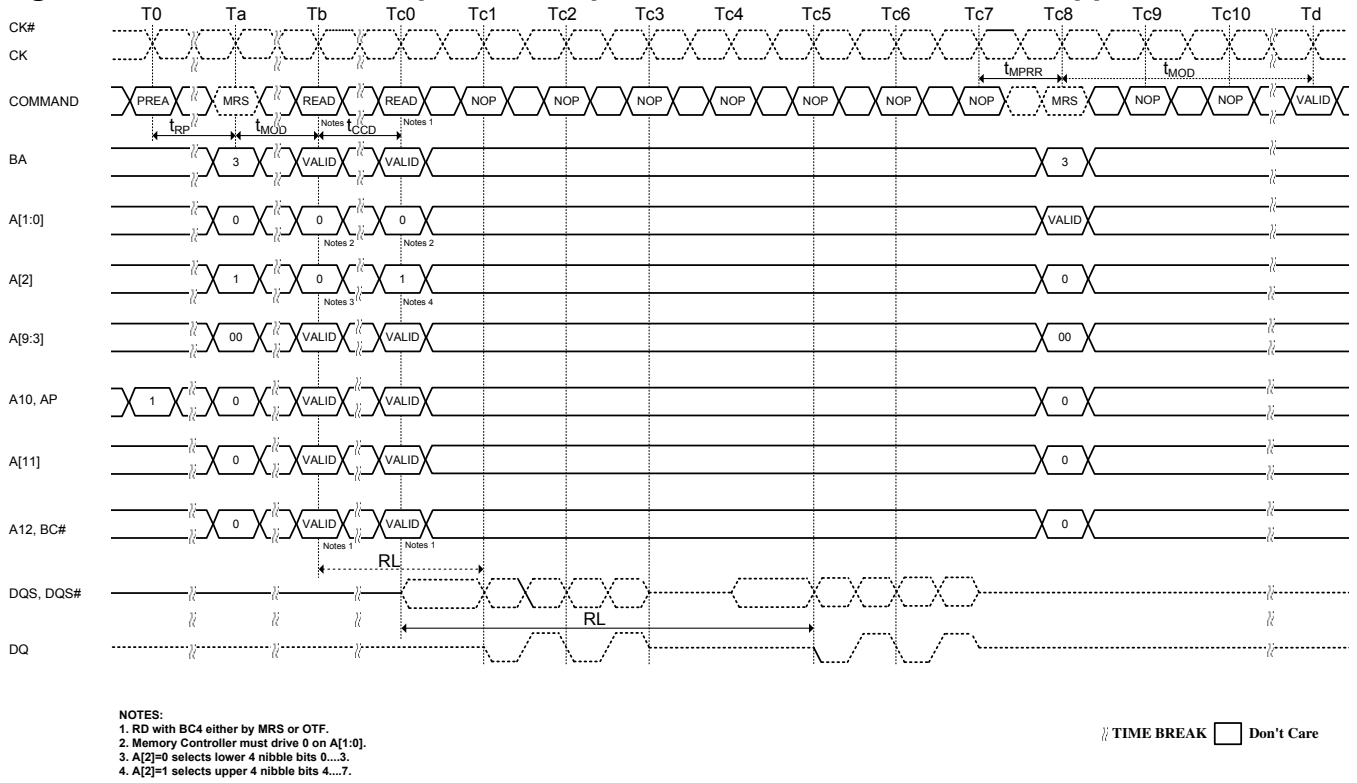 T0 Ta Tb Tc0 Tc1 Tc2 Tc3 Tc4 Tc5 Tc6 Tc7 Tc8 Tc9 Tc10 Td
CK#
CK
tMPRR tMOD
COMMAND PREA MRS READ READ NOP NOP NOP NOP NOP NOP NOP MRS NOP NOP VALID
Notes 1 Notes 1
tRP tMOD tCCD
BA 3 VALID VALID 3
A[1:0] 0 0 0 VALID
Notes 2 Notes 2
A[2] 1 0 1 0
Notes 3 Notes 4
A[9:3] 00 VALID VALID 00
A10, AP 1 0 VALID VALID 0
A[11] 0 VALID VALID 0
A12, BC# 0 VALID VALID 0
Notes 1 Notes 1
RL
DQS, DQS#
RL
DQ
NOTES:
1. RD with BC4 either by MRS or OTF.
2. Memory Controller must drive 0 on A[1:0].
3. A[2]=0 selects lower 4 nibble bits 0....3.
4. A[2]=1 selects upper 4 nibble bits 4....7.
TIME BREAK Don't Care